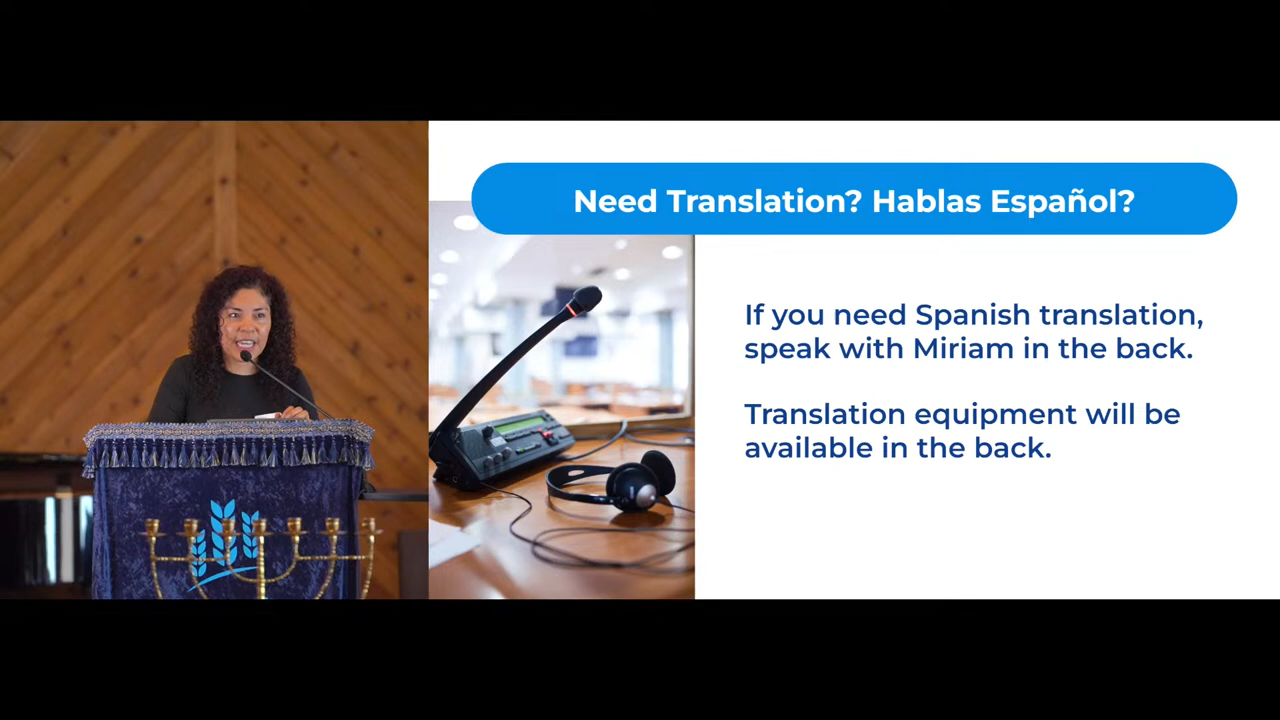 Need Translation? Hablas Español?
If you need Spanish translation,
speak with Miriam in the back.
Translation equipment will be
available in the back.